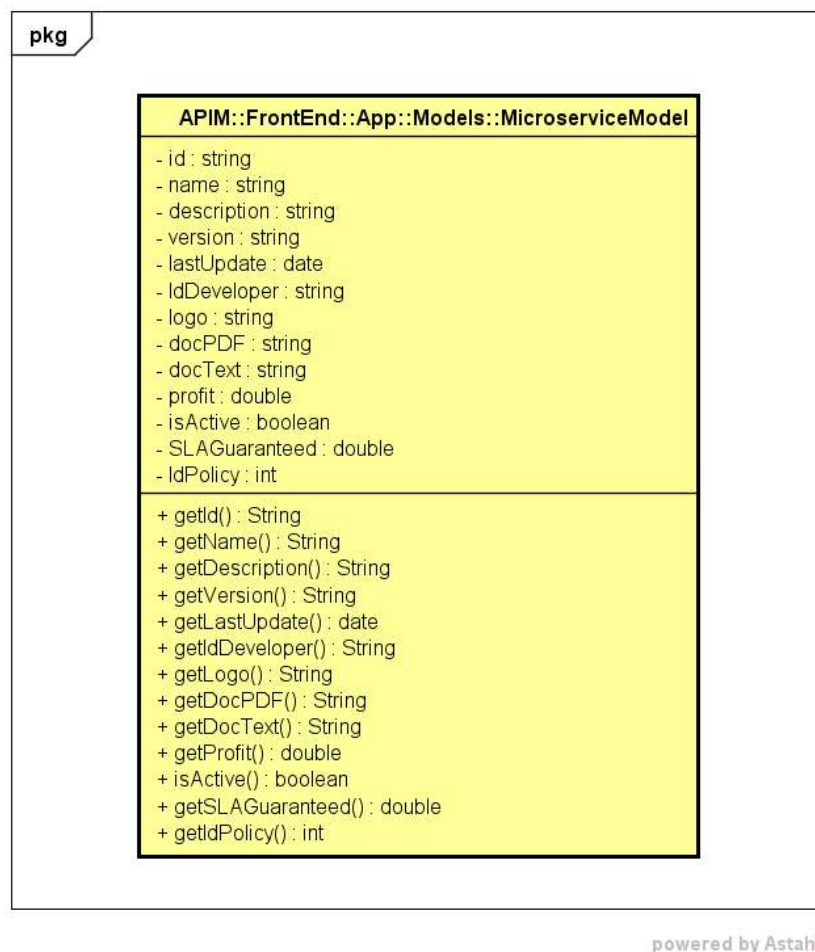 pkg
APIM::FrontEnd::App::Models::MicroserviceModel
- id : string
- name : string
- description : string
- version : string
- lastUpdate : date
- IdDeveloper : string
- logo : string
- docPDF : string
- docText : string
- profit : double
- isActive : boolean
- SLAGuaranteed : double
- IdPolicy : int
+ getId() : String
+ getName() : String
+ getDescription() : String
+ getVersion() : String
+ getLastUpdate() : date
+ getIdDeveloper() : String
+ getLogo() : String
+ getDocPDF() : String
+ getDocText() : String
+ getProfit() : double
+ isActive() : boolean
+ getSLAGuaranteed() : double
+ getIdPolicy() : int
powered by Astah